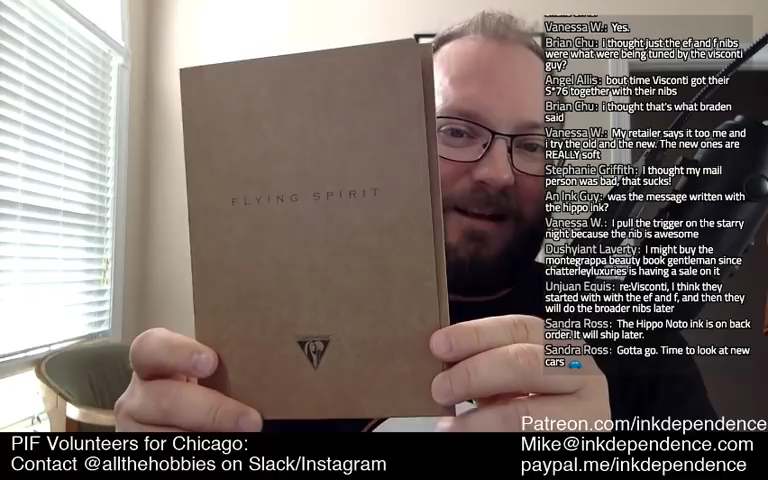 FLYING SPIRIT
Vanessa W.: Yes.
Brian Chu: i thought just the ef and f nibs
were what were being tuned by the visconti
guy?
Angel Allis: bout time Visconti got their
S*76 together with their nibs
Brian Chu: i thought that's what braden
said
Vanessa W.: My retailer says it too me and
i try the old and the new. The new ones are
REALLY soft
Stephanie Griffith: I thought my mail
person was bad, that sucks!
An Ink Guy: was the message written with
the hippo ink?
Vanessa W.: I pull the trigger on the starry
night because the nib is awesome
Dushyiant Laverty: I might buy the
montegrappa beauty book gentleman since
chatterleyluxuries is having a sale on it
Unjuan Equis: re:Visconti, I think they
started with with the ef and f, and then they
will do the broader nibs later
Sandra Ross: The Hippo Noto ink is on back
order. It will ship later.
Sandra Ross: Gotta go. Time to look at new
cars 🚙
PIF Volunteers for Chicago:
Contact @allthehobbies on Slack/Instagram
Patreon.com/inkdependence
Mike@inkdependence.com
paypal.me/inkdependence